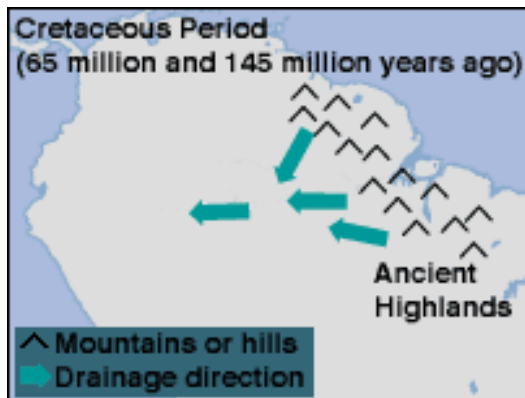 Cretaceous Period
(65 million and 145 million years ago)
Ancient
Highlands
Mountains or hills
Drainage direction